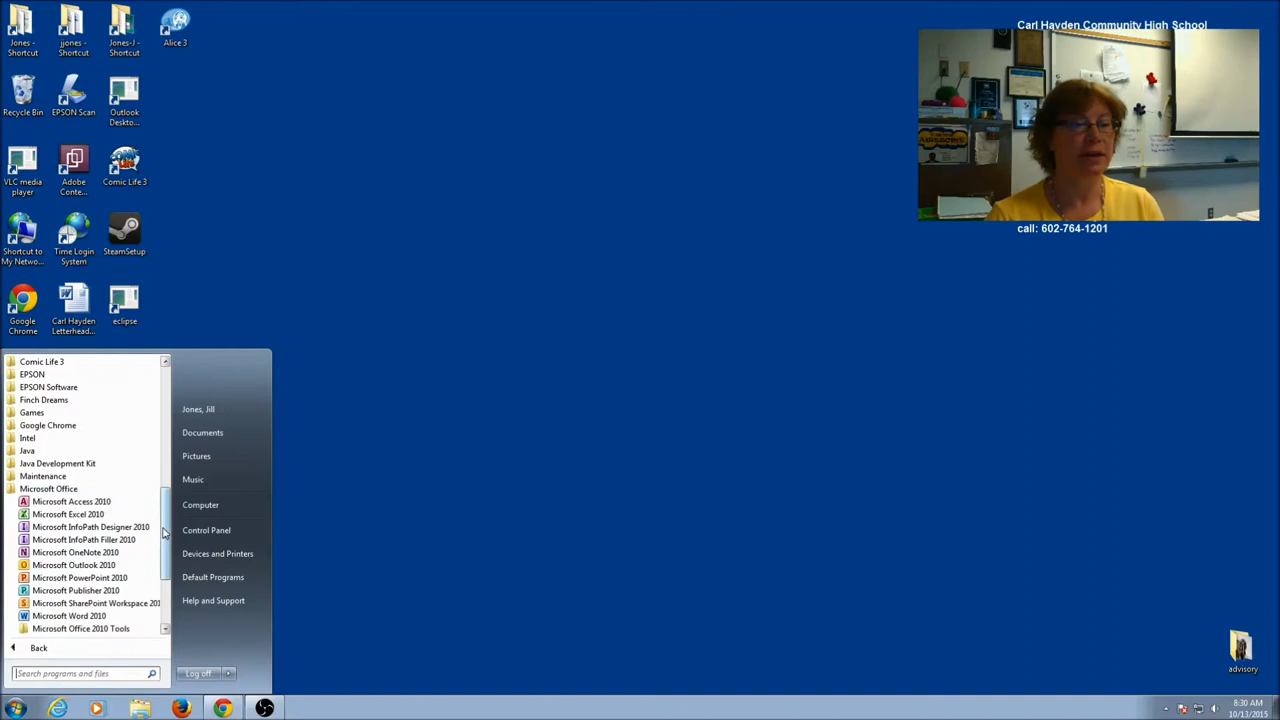 Jones -
Shortcut
jjones -
Shortcut
Jones-J -
Shortcut
Alice 3
Carl Hayden Community High School
Recycle Bin
EPSON Scan
Outlook
Deskto...
VLC media
player
Adobe
Conte...
Comic Life 3
call: 602-764-1201
Shortcut to
My Netwo...
Time Login
System
SteamSetup
Google
Chrome
Carl Hayden
Letterhead...
eclipse
Comic Life 3
EPSON
EPSON Software
Finch Dreams
Games
Google Chrome
Intel
Java
Java Development Kit
Maintenance
Microsoft Office
Microsoft Access 2010
Microsoft Excel 2010
Microsoft InfoPath Designer 2010
Microsoft InfoPath Filler 2010
Microsoft OneNote 2010
Microsoft Outlook 2010
Microsoft PowerPoint 2010
Microsoft Publisher 2010
Microsoft SharePoint Workspace 201
Microsoft Word 2010
Microsoft Office 2010 Tools
Back
Search programs and files
Jones, Jill
Documents
Pictures
Music
Computer
Control Panel
Devices and Printers
Default Programs
Help and Support
Log off
advisory
8:30 AM
10/13/2015